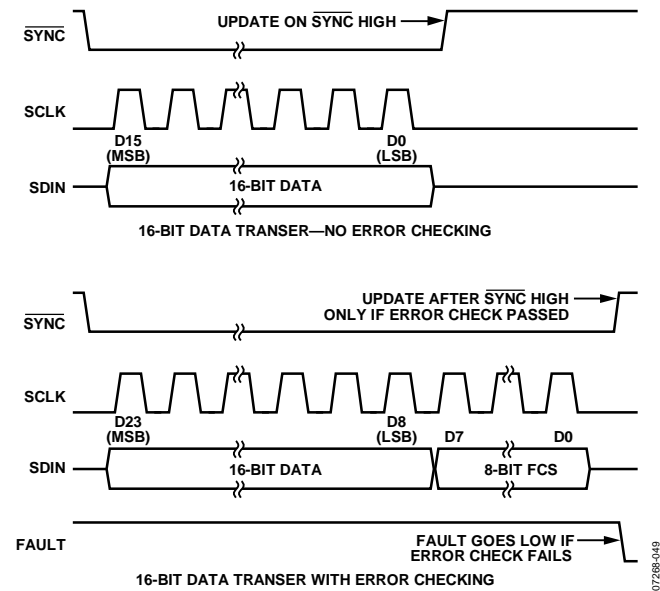 UPDATE ON SYNC HIGH
SYNC
SCLK
D15
(MSB)
D0
(LSB)
SDIN
16-BIT DATA
16-BIT DATA TRANSER—NO ERROR CHECKING
UPDATE AFTER SYNC HIGH
ONLY IF ERROR CHECK PASSED
SYNC
SCLK
D23
(MSB)
D8
(LSB)
D7
D0
SDIN
16-BIT DATA
8-BIT FCS
FAULT
FAULT GOES LOW IF
ERROR CHECK FAILS
16-BIT DATA TRANSER WITH ERROR CHECKING
07268-049